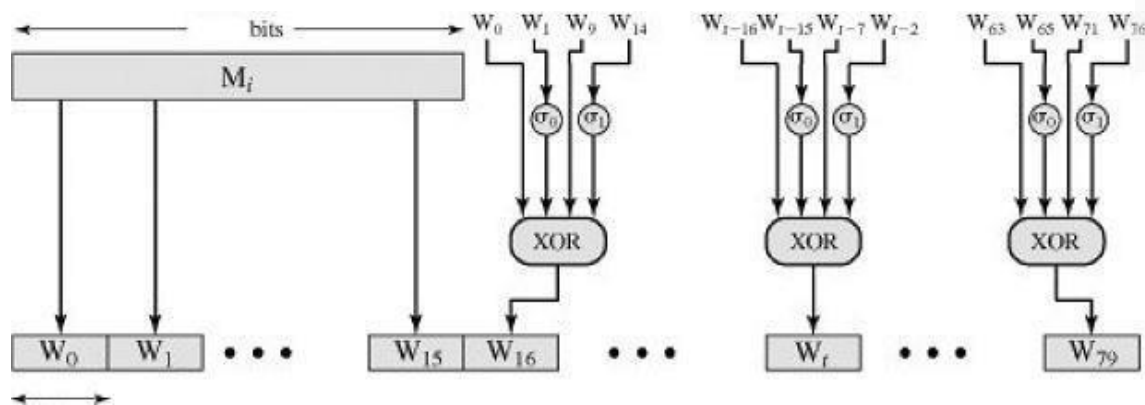 bits
W₀ W₁ W₉ W₁₄
Wₜ₋₁₆ Wₜ₋₁₅ Wₜ₋₇ Wₜ₋₂
W₆₃ W₆₅ W₇₁ W₇₆
Mᵢ
σ₀ σ₁ σ₀ σ₁ σ₀ σ₁
XOR XOR XOR
W₀ W₁ • • • W₁₅ W₁₆ • • • Wₜ • • • W₇₉